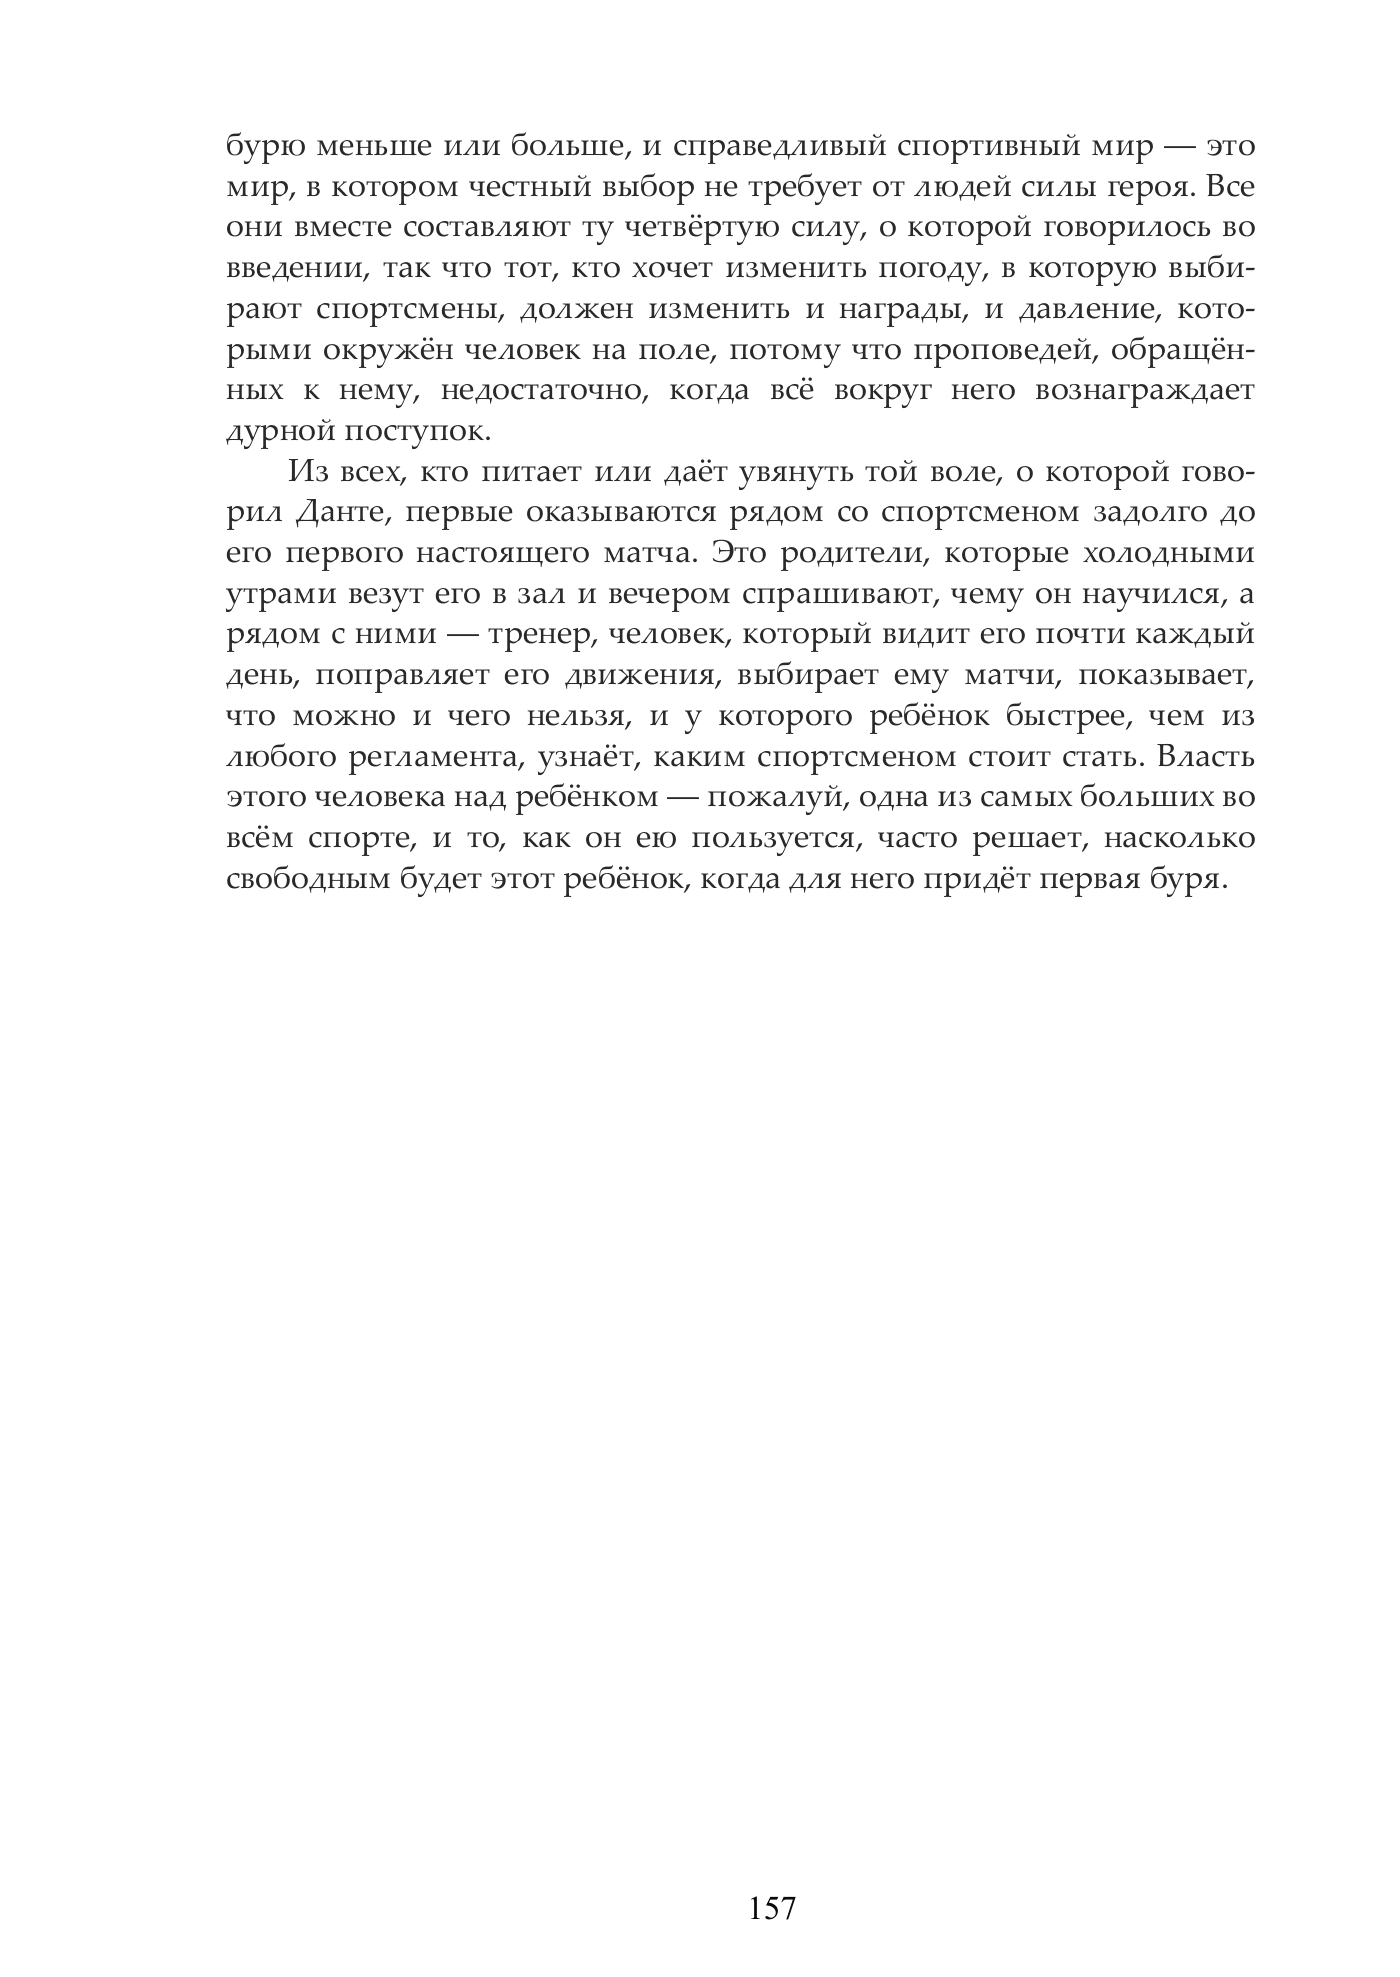 бурю меньше или больше, и справедливый спортивный мир — это
мир, в котором честный выбор не требует от людей силы героя. Все
они вместе составляют ту четвёртую силу, о которой говорилось во
введении, так что тот, кто хочет изменить погоду, в которую выби-
рают спортсмены, должен изменить и награды, и давление, кото-
рыми окружён человек на поле, потому что проповедей, обращён-
ных к нему, недостаточно, когда всё вокруг него вознаграждает
дурной поступок.
Из всех, кто питает или даёт увянуть той воле, о которой гово-
рил Данте, первые оказываются рядом со спортсменом задолго до
его первого настоящего матча. Это родители, которые холодными
утрами везут его в зал и вечером спрашивают, чему он научился, а
рядом с ними — тренер, человек, который видит его почти каждый
день, поправляет его движения, выбирает ему матчи, показывает,
что можно и чего нельзя, и у которого ребёнок быстрее, чем из
любого регламента, узнаёт, каким спортсменом стоит стать. Власть
этого человека над ребёнком — пожалуй, одна из самых больших во
всём спорте, и то, как он ею пользуется, часто решает, насколько
свободным будет этот ребёнок, когда для него придёт первая буря.
157